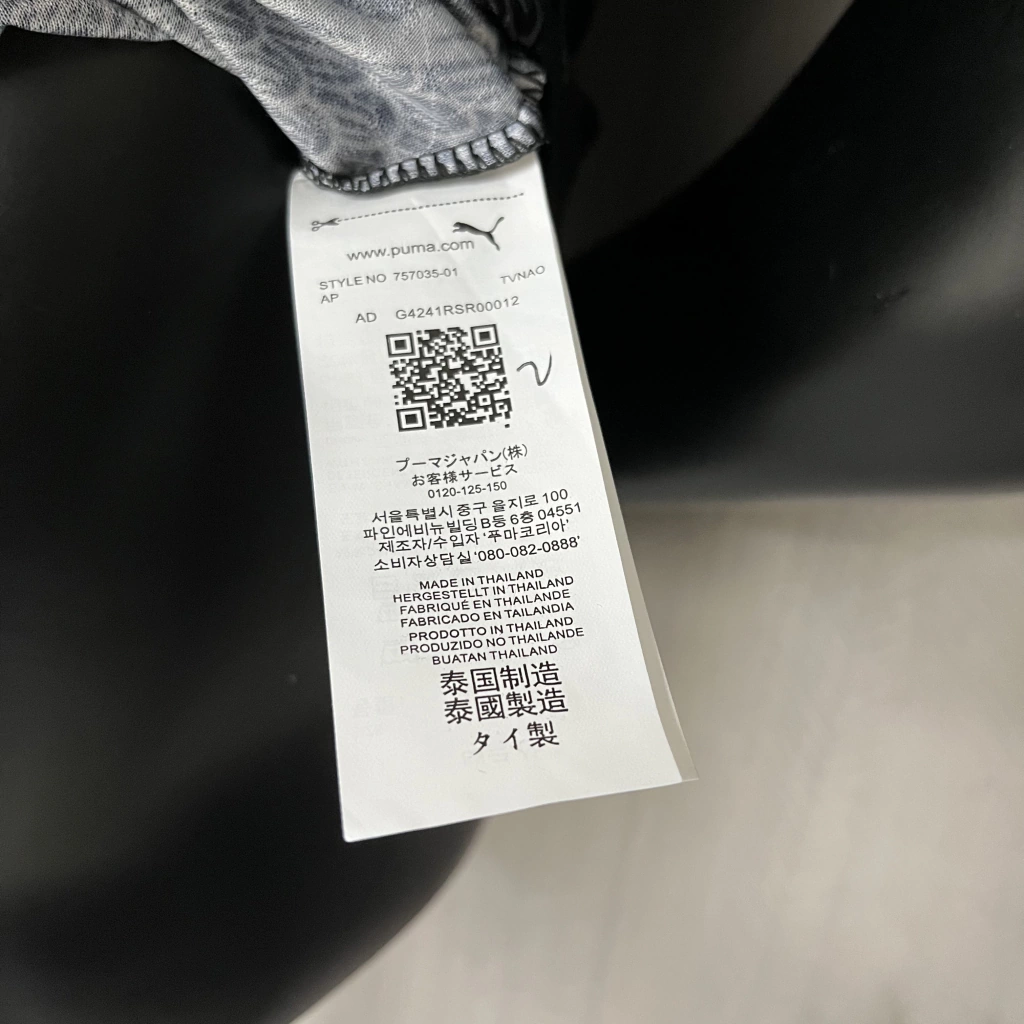 www.puma.com
STYLE NO 757035-01 TVNAO
AP
AD G4241RSR00012
プーマジャパン(株)
お客様サービス
0120-125-150
서울특별시 중구 을지로 100
파인에비뉴빌딩 B동 6층 04551
제조자/수입자 '푸마코리아'
소비자상담실 '080-082-0888'
MADE IN THAILAND
HERGESTELLT IN THAILAND
FABRIQUÉ EN THAILANDE
FABRICADO EN TAILANDIA
PRODOTTO IN THAILAND
PRODUZIDO NO THAILANDE
BUATAN THAILAND
泰国制造
泰國製造
タイ製